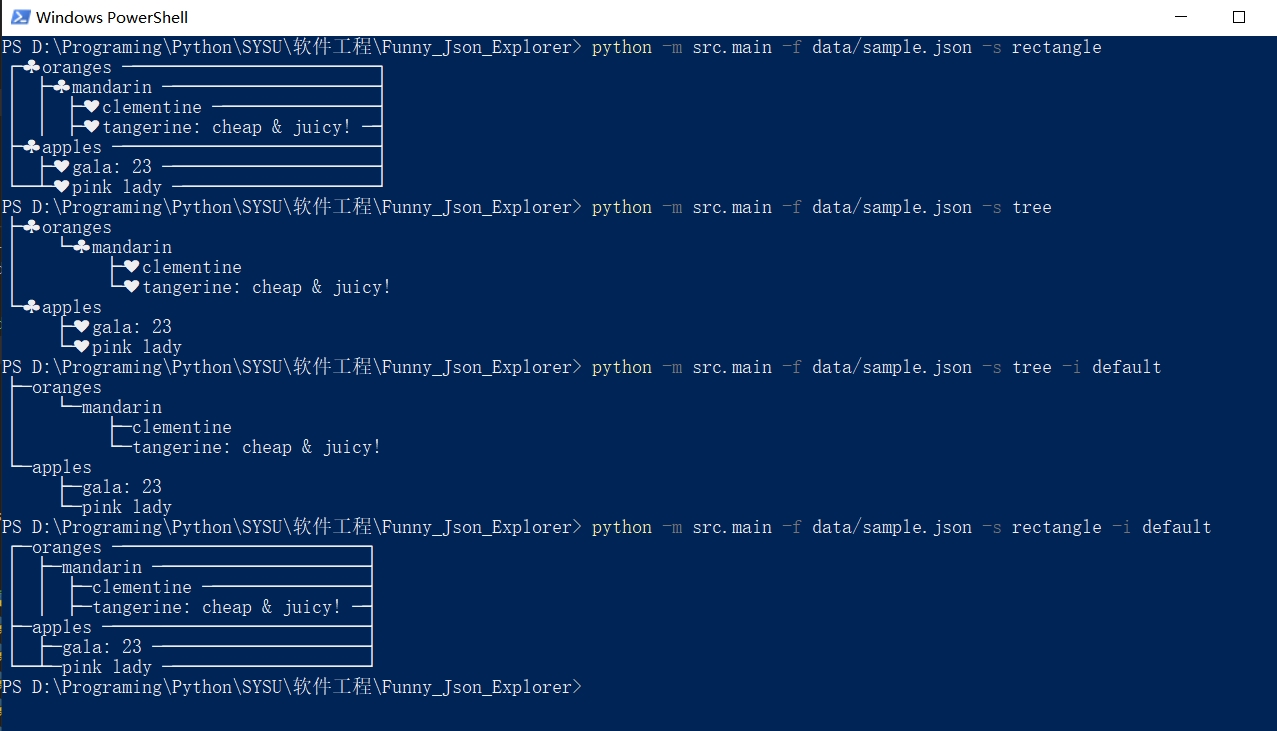 Windows PowerShell
PS D:\Programing\Python\SYSU\软件工程\Funny_Json_Explorer> python -m src.main -f data/sample.json -s rectangle
┌─♣oranges ──────────────────────────┐
│  ├─♣mandarin ──────────────────────┤
│  │  ├─♥clementine ─────────────────┤
│  │  ├─♥tangerine: cheap & juicy! ──┤
├─♣apples ───────────────────────────┤
│  ├─♥gala: 23 ──────────────────────┤
└──┴─♥pink lady ─────────────────────┘
PS D:\Programing\Python\SYSU\软件工程\Funny_Json_Explorer> python -m src.main -f data/sample.json -s tree
├─♣oranges
│    └─♣mandarin
│         ├─♥clementine
│         └─♥tangerine: cheap & juicy!
└─♣apples
     ├─♥gala: 23
     └─♥pink lady
PS D:\Programing\Python\SYSU\软件工程\Funny_Json_Explorer> python -m src.main -f data/sample.json -s tree -i default
├─oranges
│    └─mandarin
│         ├─clementine
│         └─tangerine: cheap & juicy!
└─apples
     ├─gala: 23
     └─pink lady
PS D:\Programing\Python\SYSU\软件工程\Funny_Json_Explorer> python -m src.main -f data/sample.json -s rectangle -i default
┌─oranges ──────────────────────────┐
│  ├─mandarin ──────────────────────┤
│  │  ├─clementine ─────────────────┤
│  │  ├─tangerine: cheap & juicy! ──┤
├─apples ───────────────────────────┤
│  ├─gala: 23 ──────────────────────┤
└──┴─pink lady ─────────────────────┘
PS D:\Programing\Python\SYSU\软件工程\Funny_Json_Explorer>